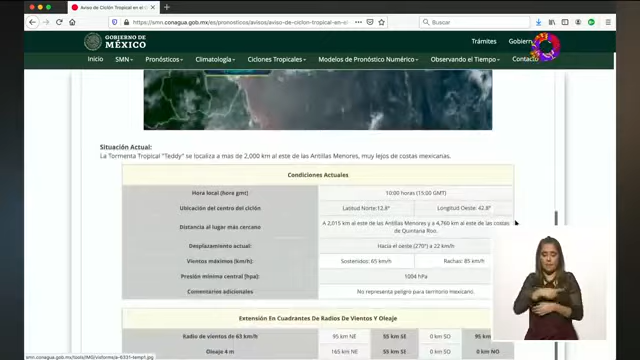 Aviso de Ciclón Tropical en el
https://smn.conagua.gob.mx/es/pronosticos/avisos/aviso-de-ciclon-tropical-en-e
Buscar
GOBIERNO DE
MÉXICO
Trámites
Gobierno
Inicio
SMN
Pronósticos
Climatología
Ciclones Tropicales
Modelos de Pronóstico Numérico
Observando el Tiempo
Contacto
Situación Actual:
La Tormenta Tropical "Teddy" se localiza a más de 2,000 km al este de las Antillas Menores, muy lejos de costas mexicanas.
Condiciones Actuales
Hora local (hora gmt)
10:00 horas (15:00 GMT)
Ubicación del centro del ciclón
Latitud Norte:12.8°
Longitud Oeste: 42.8°
Distancia al lugar más cercano
A 2,015 km al este de las Antillas Menores y a 4,760 km al este de las costas
de Quintana Roo.
Desplazamiento actual:
Hacia el oeste (270°) a 22 km/h
Vientos máximos (km/h):
Sostenidos: 65 km/h
Rachas: 85 km/h
Presión mínima central [hpa]:
1004 hPa
Comentarios adicionales
No representa peligro para territorio mexicano.
Extensión En Cuadrantes De Radios De Vientos Y Oleaje
Radio de vientos de 63 km/h
95 km NE
55 km SE
0 km SO
95 km
Oleaje 4 m
165 km NE
55 km SE
0 km SO
0 km NO